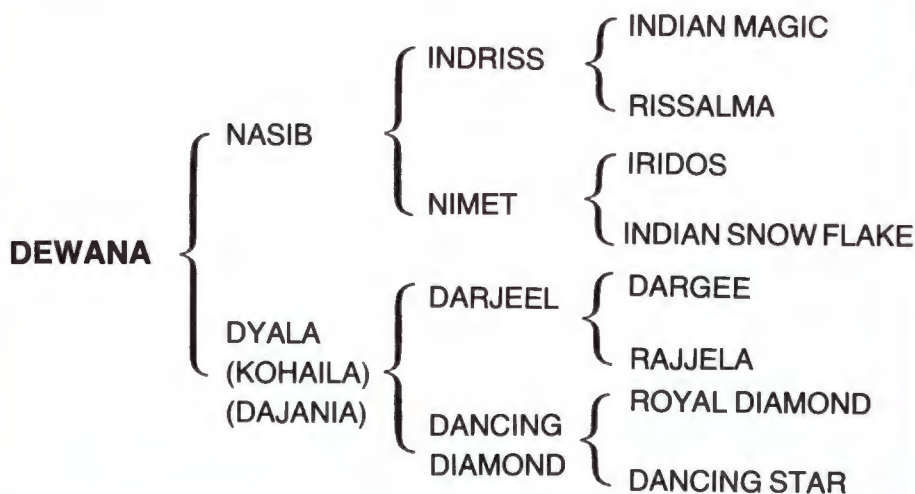 DEWANA
NASIB
DYALA
(KOHAILA)
(DAJANIA)
INDRISS
NIMET
DARJEEL
DANCING
DIAMOND
INDIAN MAGIC
RISSALMA
IRIDOS
INDIAN SNOW FLAKE
DARGEE
RAJJELA
ROYAL DIAMOND
DANCING STAR